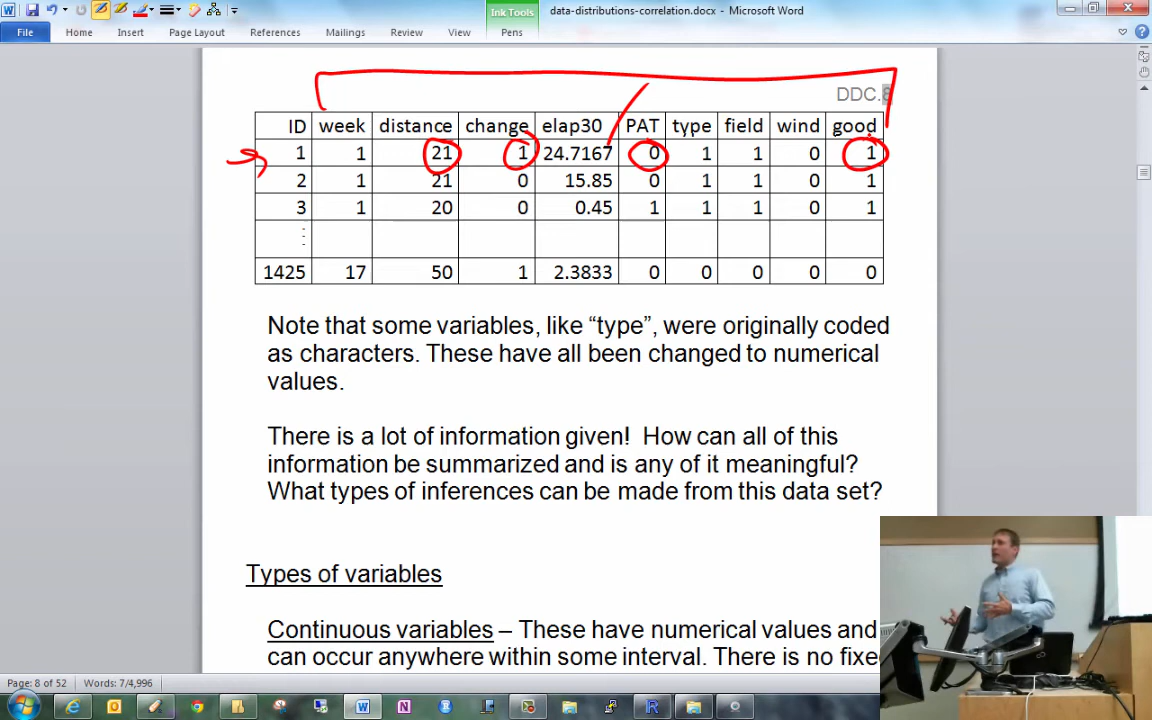 data-distributions-correlation.docx - Microsoft Word
Ink Tools
File Home Insert Page Layout References Mailings Review View Pens
DDC.8
ID week distance change elap30 PAT type field wind good
1 1 21 1 24.7167 0 1 1 0 1
2 1 21 0 15.85 0 1 1 0 1
3 1 20 0 0.45 1 1 1 0 1
⋮
1425 17 50 1 2.3833 0 0 0 0 0
Note that some variables, like “type”, were originally coded
as characters. These have all been changed to numerical
values.
There is a lot of information given! How can all of this
information be summarized and is any of it meaningful?
What types of inferences can be made from this data set?
Types of variables
Continuous variables – These have numerical values and
can occur anywhere within some interval. There is no fixe
Page: 8 of 52 Words: 7/4,996